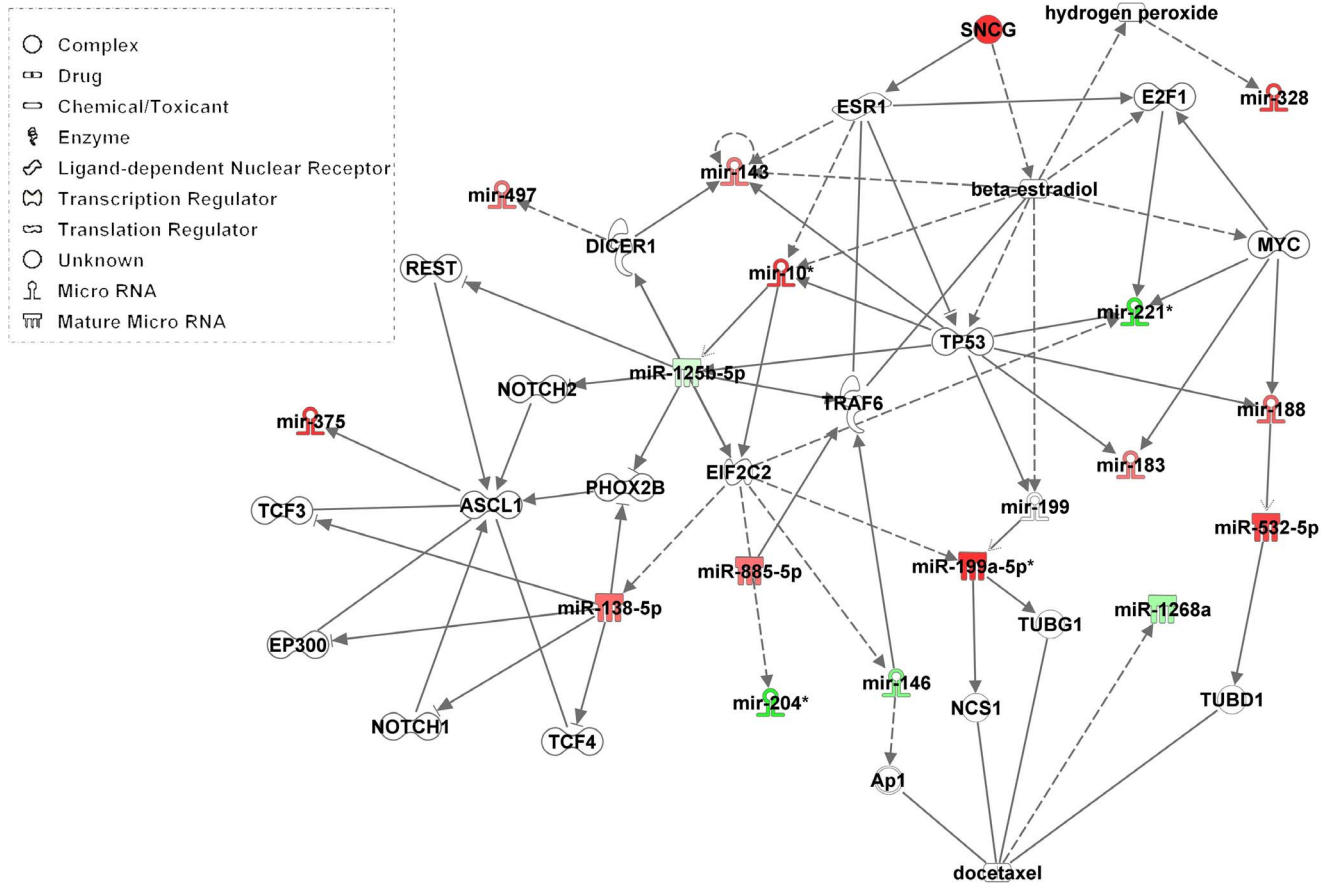 Complex
Drug
Chemical/Toxicant
Enzyme
Ligand-dependent Nuclear Receptor
Transcription Regulator
Translation Regulator
Unknown
Micro RNA
Mature Micro RNA
hydrogen peroxide
SNCG
mir-328
E2F1
ESR1
mir-143
beta-estradiol
mir-497
DICER1
MYC
REST
mir-10*
mir-221*
TP53
miR-125b-5p
NOTCH2
TRAF6
mir-188
mir-375
mir-183
EIF2C2
PHOX2B
ASCL1
TCF3
mir-199
miR-532-5p
miR-885-5p
miR-199a-5p*
miR-138-5p
miR-1268a
TUBG1
EP300
mir-146
mir-204*
NCS1
TUBD1
NOTCH1
TCF4
Ap1
docetaxel